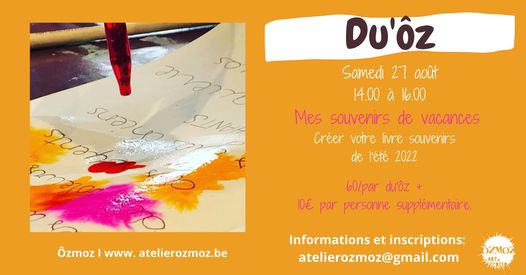 Du'ôz
Samedi 27 août
14.00 à 16.00
Mes souvenirs de vacances
Créer votre livre souvenirs
de l'été 2022
60/par du'ôz +
10€ par personne supplémentaire.
Informations et inscriptions:
atelierozmoz@gmail.com
Ôzmoz I www. atelierozmoz.be
ÔZMOZ